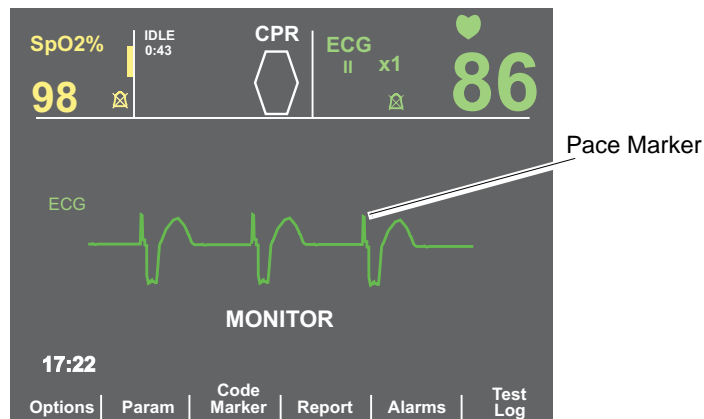 SpO2%
98
IDLE
0:43
CPR
ECG
II x1
86
Pace Marker
ECG
MONITOR
17:22
Options Param Code Marker Report Alarms Test Log